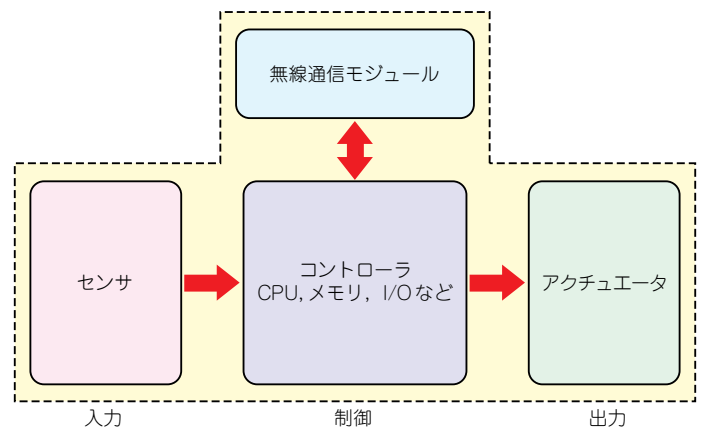 無線通信モジュール
センサ
コントローラ
CPU, メモリ, I/Oなど
アクチュエータ
入力
制御
出力